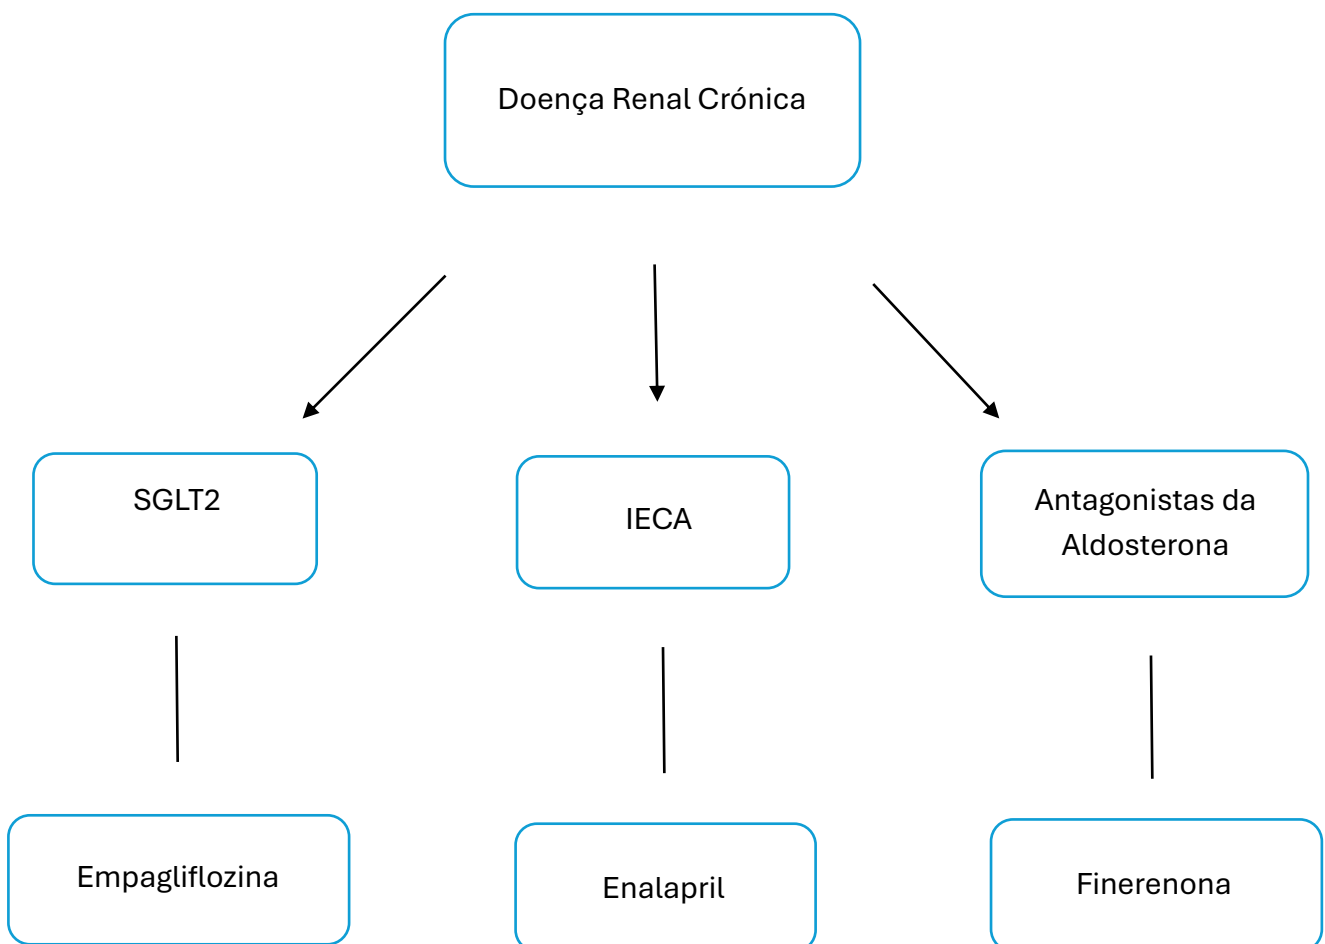 Doença Renal Crónica
SGLT2
IECA
Antagonistas da
Aldosterona
Empagliflozina
Enalapril
Finerenona